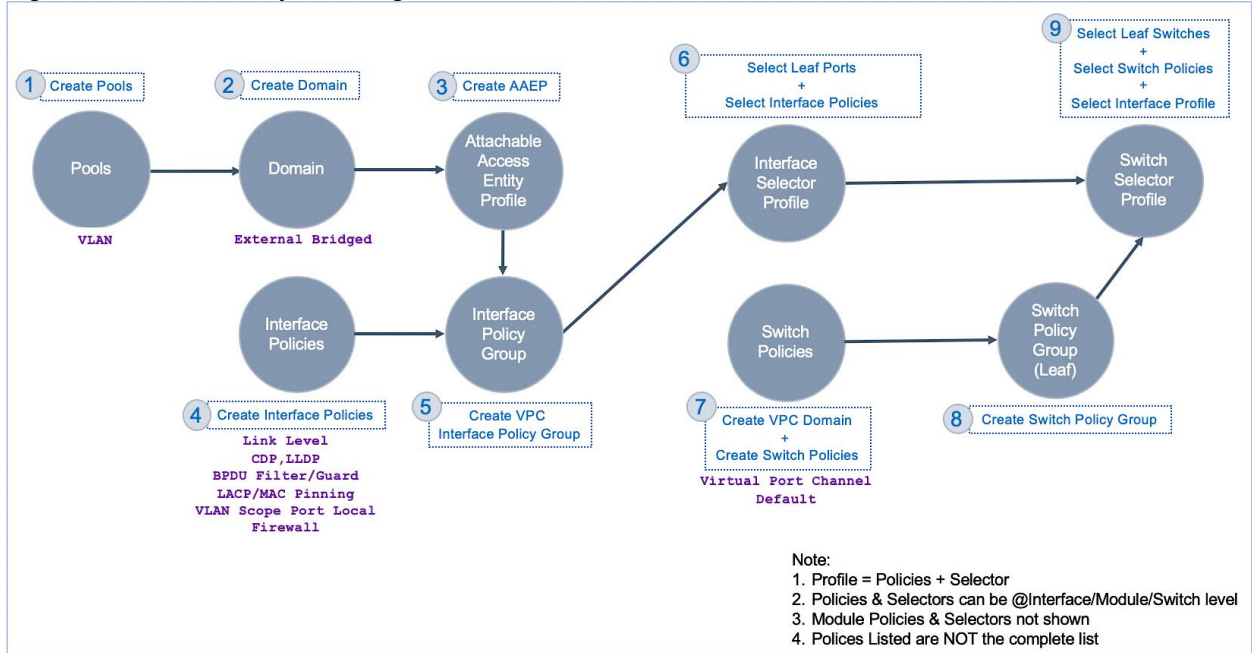 1
Create Pools
2
Create Domain
3
Create AAEP
6
Select Leaf Ports
+
Select Interface Policies
9
Select Leaf Switches
+
Select Switch Policies
+
Select Interface Profile
Pools
VLAN
Domain
External Bridged
Attachable
Access
Entity
Profile
Interface
Selector
Profile
Switch
Selector
Profile
Interface
Policies
4
Create Interface Policies
Link Level
CDP,LLDP
BPDU Filter/Guard
LACP/MAC Pinning
VLAN Scope Port Local
Firewall
Interface
Policy
Group
5
Create VPC
Interface Policy Group
Switch
Policies
7
Create VPC Domain
+
Create Switch Policies
Virtual Port Channel
Default
Switch
Policy
Group
(Leaf)
8
Create Switch Policy Group
Note:
1. Profile = Policies + Selector
2. Policies & Selectors can be @Interface/Module/Switch level
3. Module Policies & Selectors not shown
4. Polices Listed are NOT the complete list